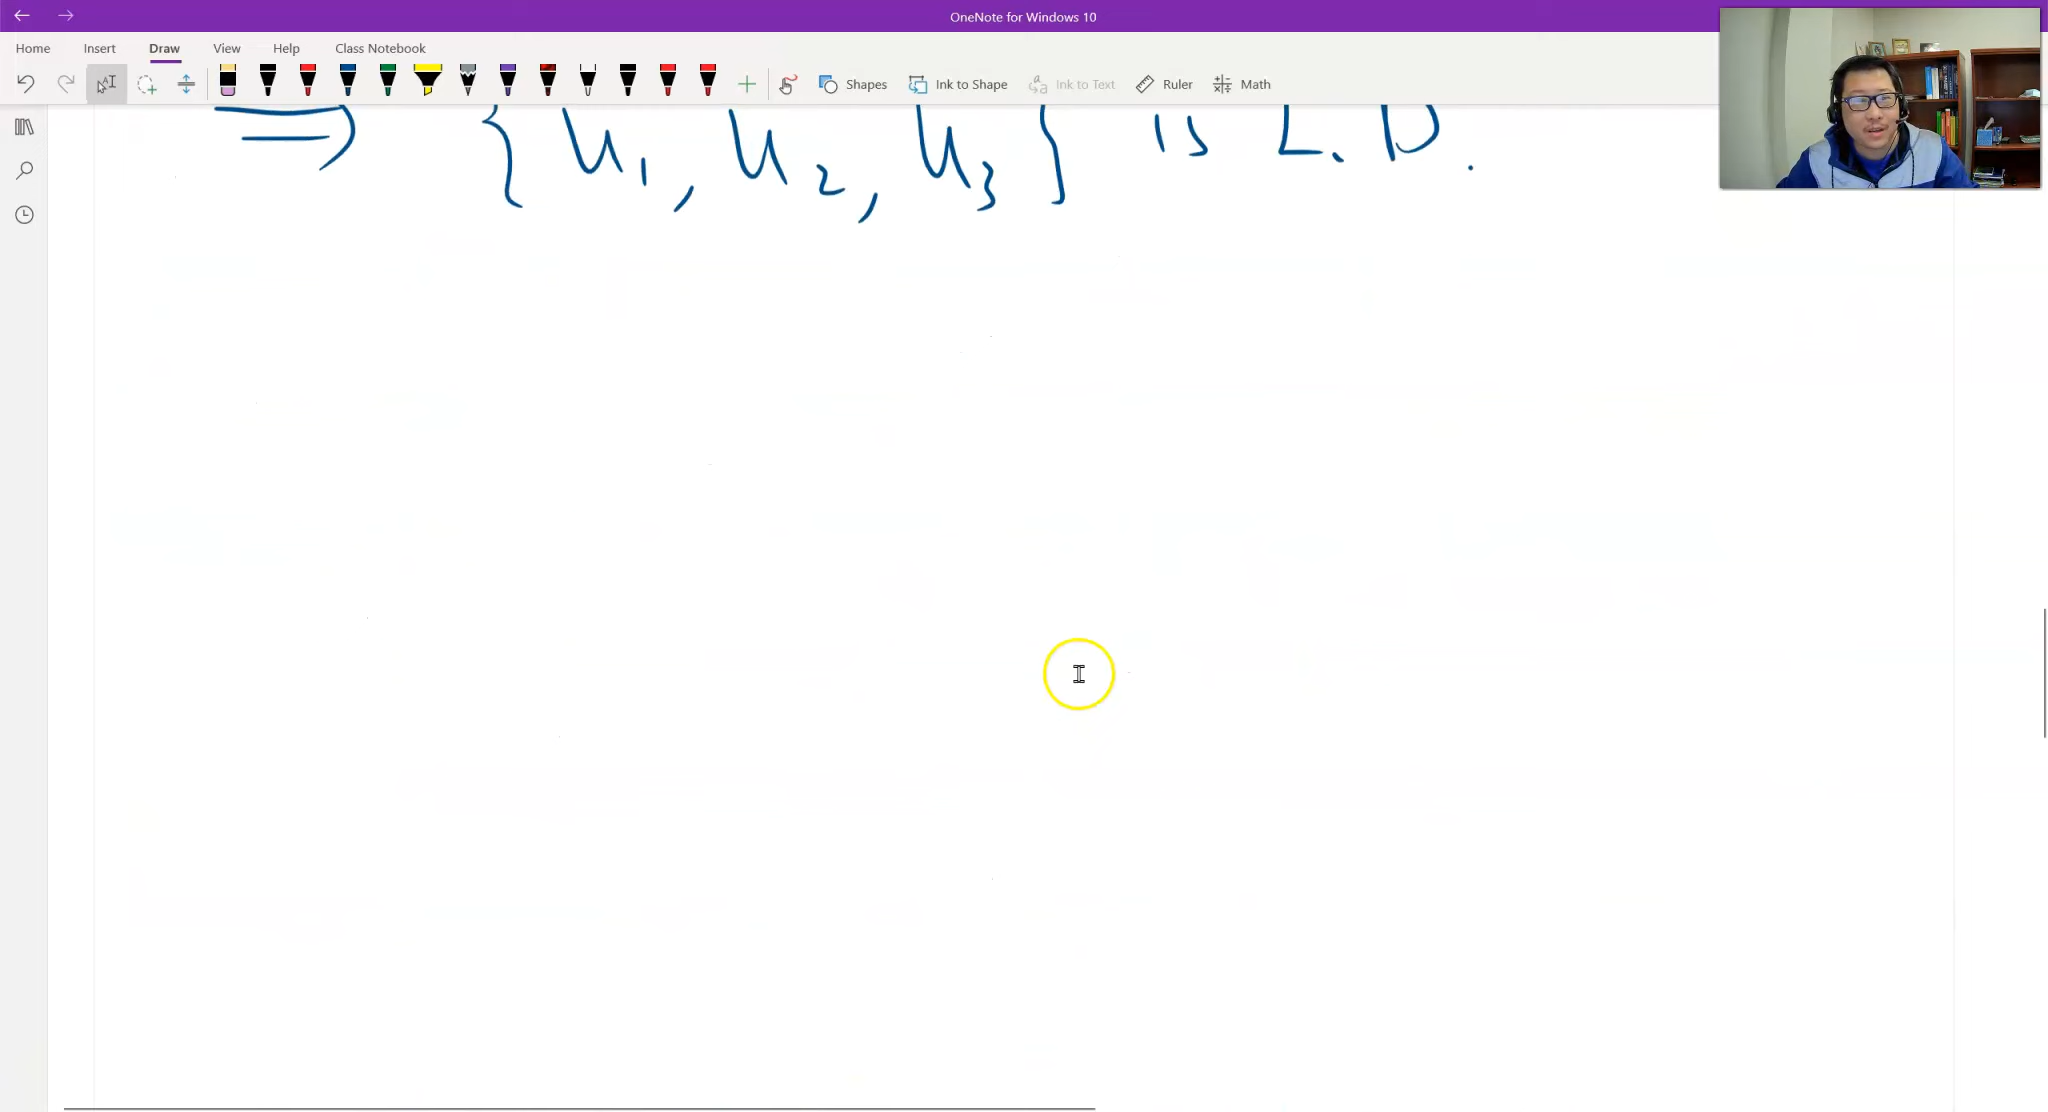 OneNote for Windows 10
Home Insert Draw View Help Class Notebook
Shapes Ink to Shape Ink to Text Ruler Math
⇒ { u₁, u₂, u₃ } is L.D.